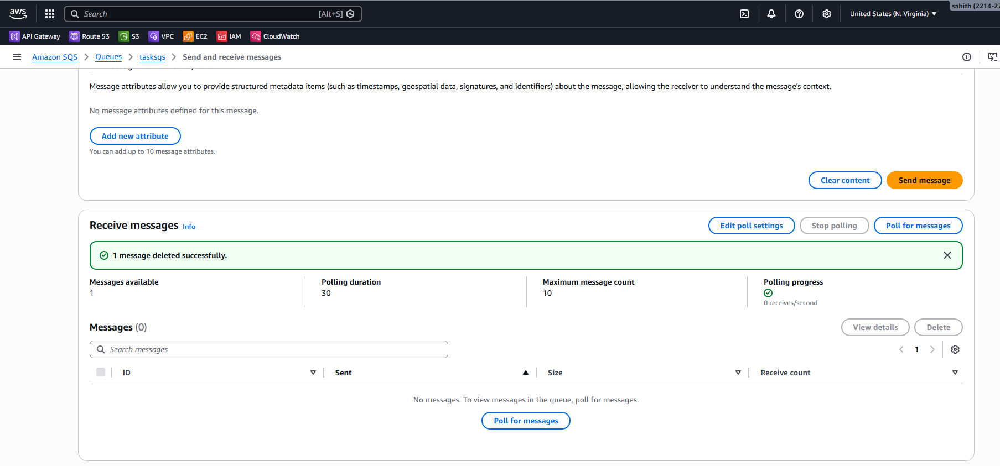 aws
Search [Alt+S]
United States (N. Virginia)
sahith (2214-27
API Gateway Route 53 S3 VPC EC2 IAM CloudWatch
Amazon SQS Queues tasksqs Send and receive messages
Message attributes allow you to provide structured metadata items (such as timestamps, geospatial data, signatures, and identifiers) about the message, allowing the receiver to understand the message's context.
No message attributes defined for this message.
Add new attribute
You can add up to 10 message attributes.
Clear content Send message
Receive messages Info Edit poll settings Stop polling Poll for messages
1 message deleted successfully.
Messages available Polling duration Maximum message count Polling progress
1 30 10
0 receives/second
Messages (0) View details Delete
Search messages 1
ID Sent Size Receive count
No messages. To view messages in the queue, poll for messages.
Poll for messages